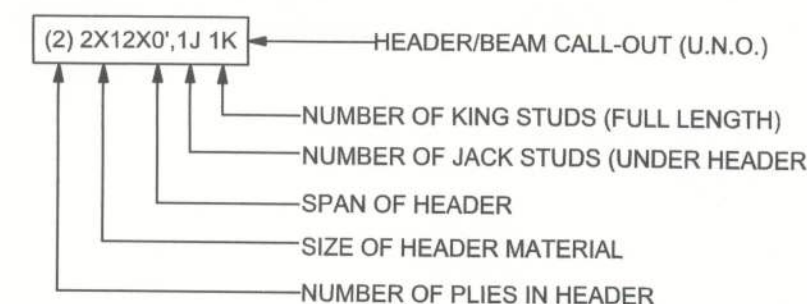 (2) 2X12X0',1J 1K
HEADER/BEAM CALL-OUT (U.N.O.)
NUMBER OF KING STUDS (FULL LENGTH)
NUMBER OF JACK STUDS (UNDER HEADER
SPAN OF HEADER
SIZE OF HEADER MATERIAL
NUMBER OF PLIES IN HEADER